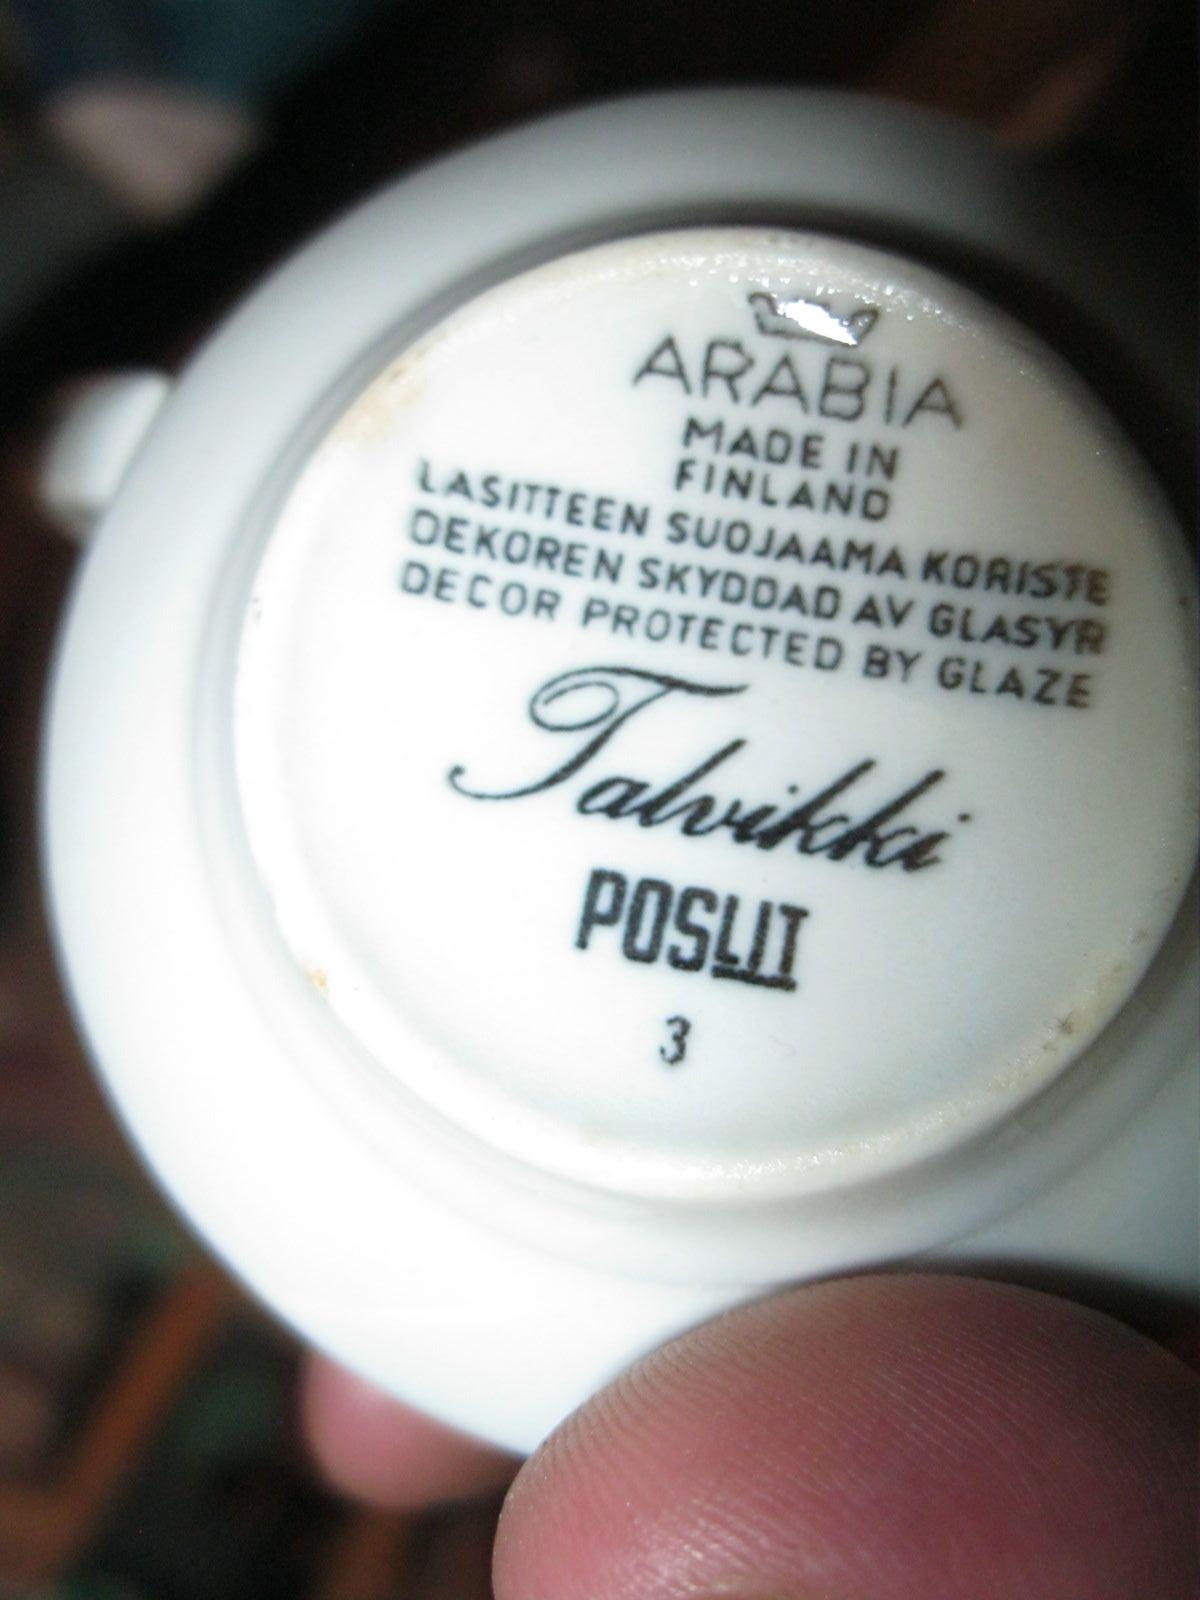 ARABIA
MADE IN
FINLAND
LASITTEEN SUOJAAMA KORISTE
DEKOREN SKYDDAD AV GLASYR
DECOR PROTECTED BY GLAZE
Talvikki
POSLIT
3